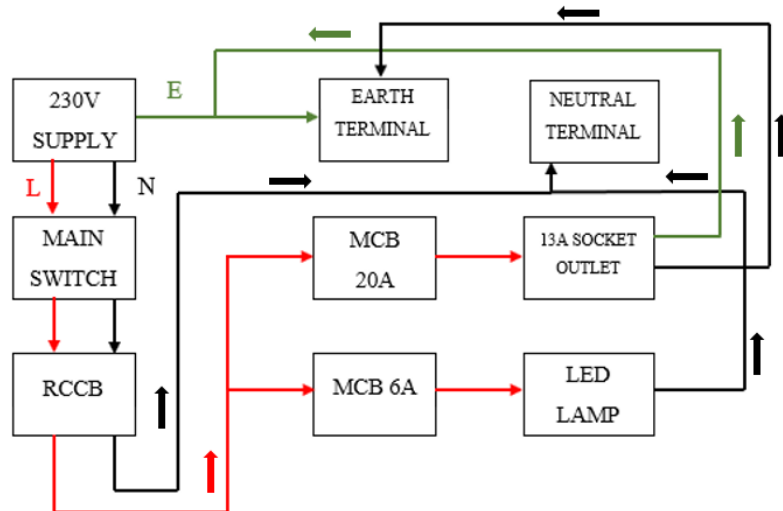 230V
SUPPLY
E
EARTH
TERMINAL
NEUTRAL
TERMINAL
L
N
MAIN
SWITCH
MCB
20A
13A SOCKET
OUTLET
RCCB
MCB 6A
LED
LAMP